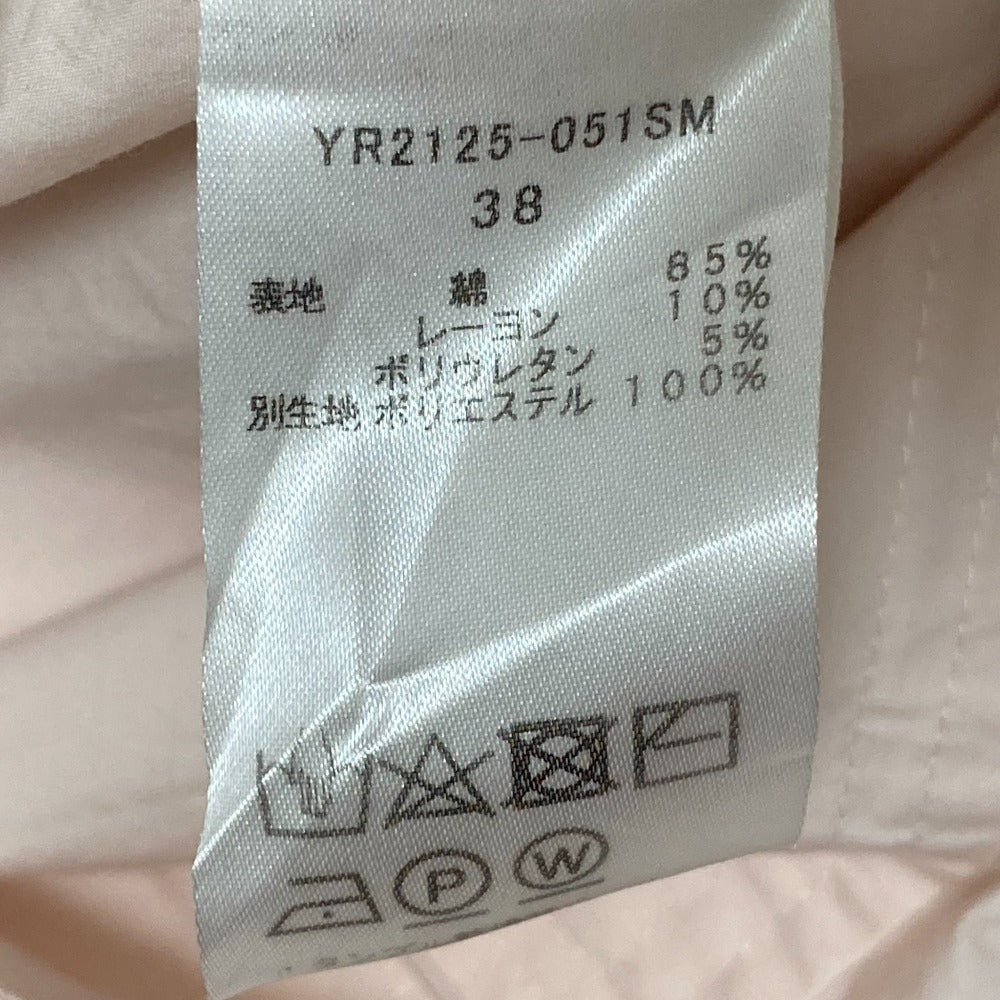 YR2125-051SM
38
表地 綿 85%
レーヨン 10%
ポリウレタン 5%
別生地 ポリエステル 100%
P W